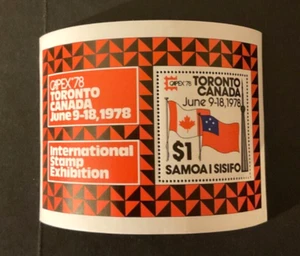 CAPEX '78
TORONTO
CANADA
June 9-18, 1978
International
Stamp
Exhibition
CAPEX '78
TORONTO
CANADA
June 9-18, 1978
$1
SAMOA I SISIFO